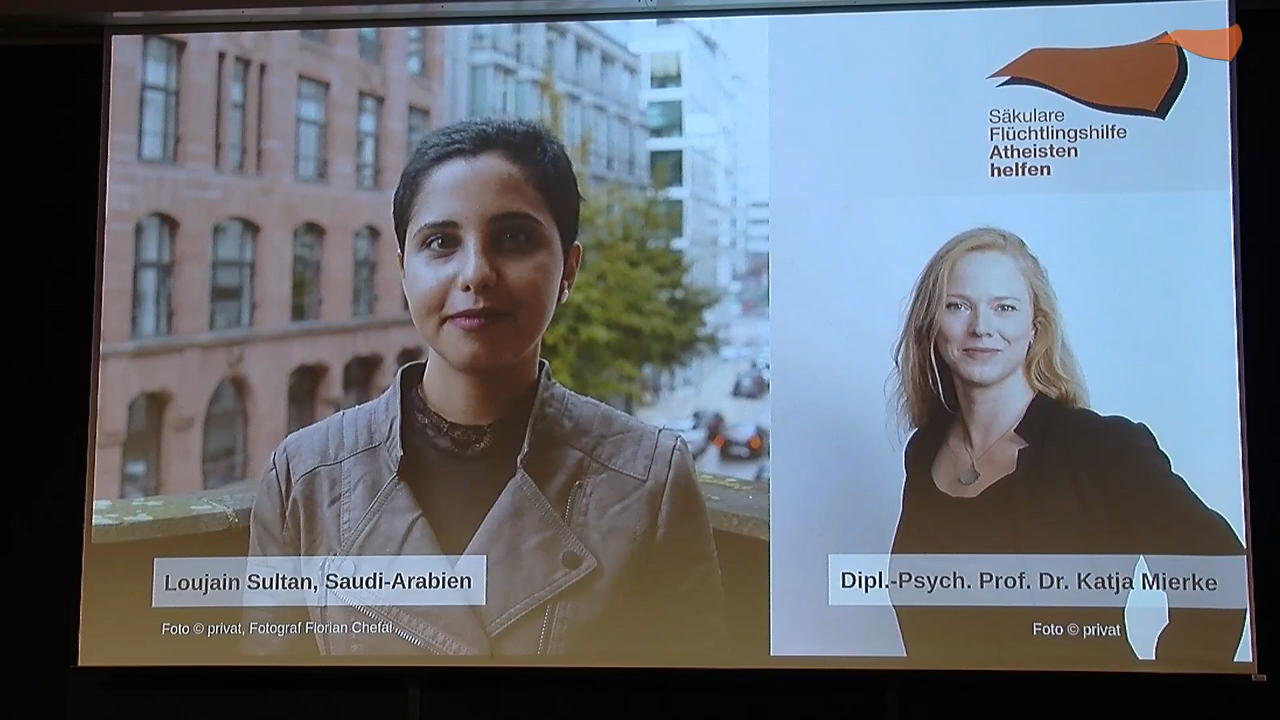 Säkulare
Flüchtlingshilfe
Atheisten
helfen
Loujain Sultan, Saudi-Arabien
Foto © privat, Fotograf Florian Chefai
Dipl.-Psych. Prof. Dr. Katja Mierke
Foto © privat